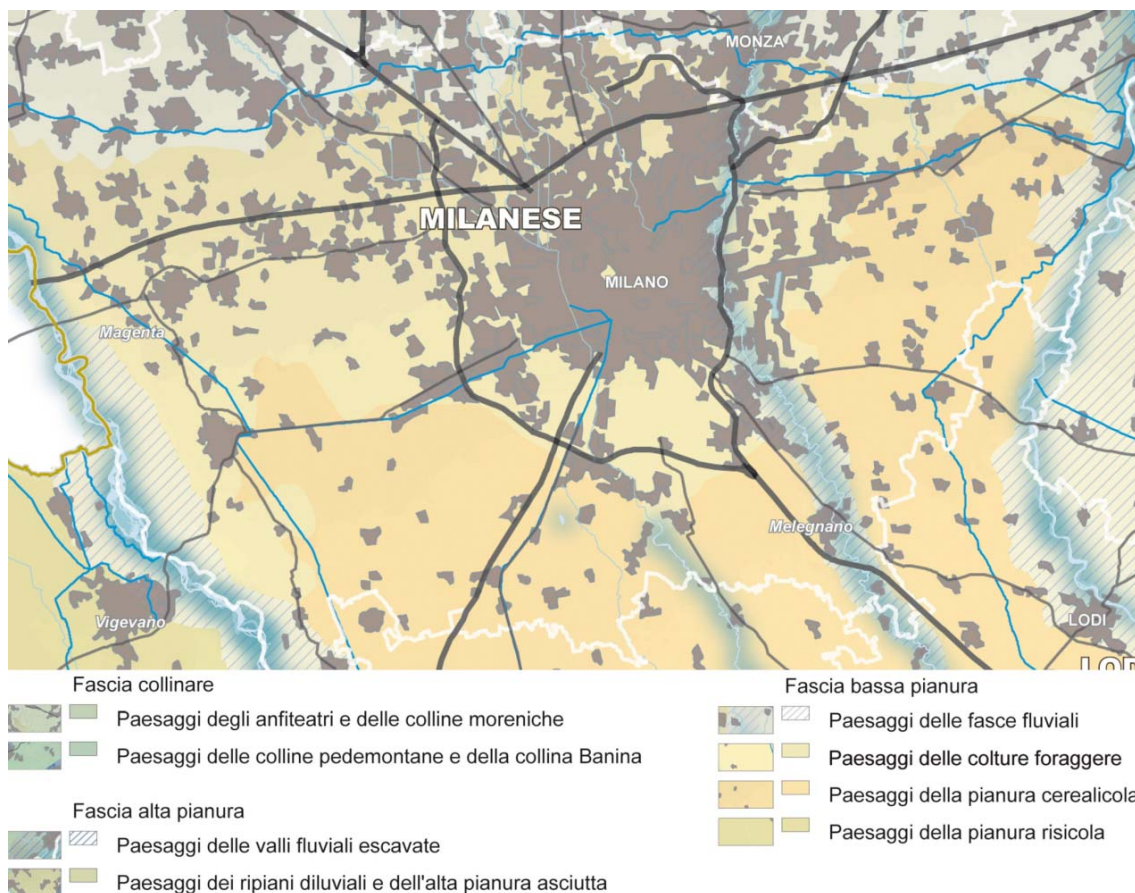 MONZA
MILANESE
MILANO
Magenta
Melegnano
Vigevano
LODI
LOD
Fascia collinare
Paesaggi degli anfiteatri e delle colline moreniche
Paesaggi delle colline pedemontane e della collina Banina
Fascia alta pianura
Paesaggi delle valli fluviali escavate
Paesaggi dei ripiani diluviali e dell'alta pianura asciutta
Fascia bassa pianura
Paesaggi delle fasce fluviali
Paesaggi delle colture foraggere
Paesaggi della pianura cerealicola
Paesaggi della pianura risicola